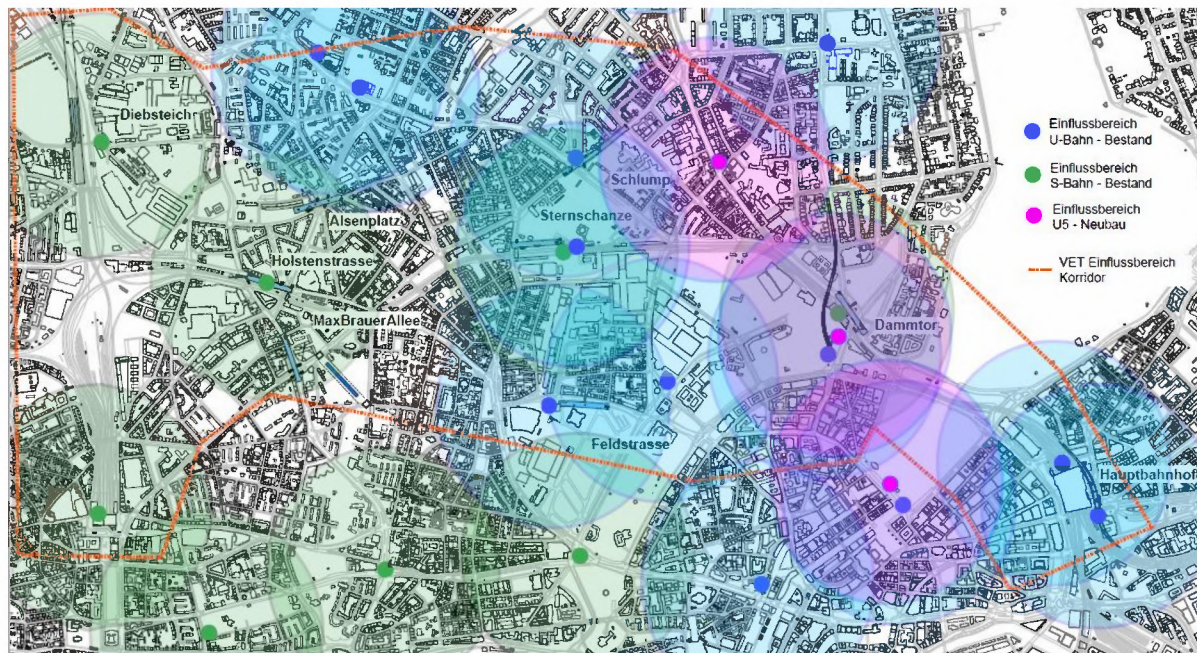 Diebsteich
Einflussbereich
U-Bahn - Bestand
Einflussbereich
S-Bahn - Bestand
Schlump
Einflussbereich
U5 - Neubau
Alsenplatz
Sternschanze
Holstenstrasse
VET Einflussbereich
Korridor
MaxBrauerAllee
Dammtor
Feldstrasse
Hauptbahnhof